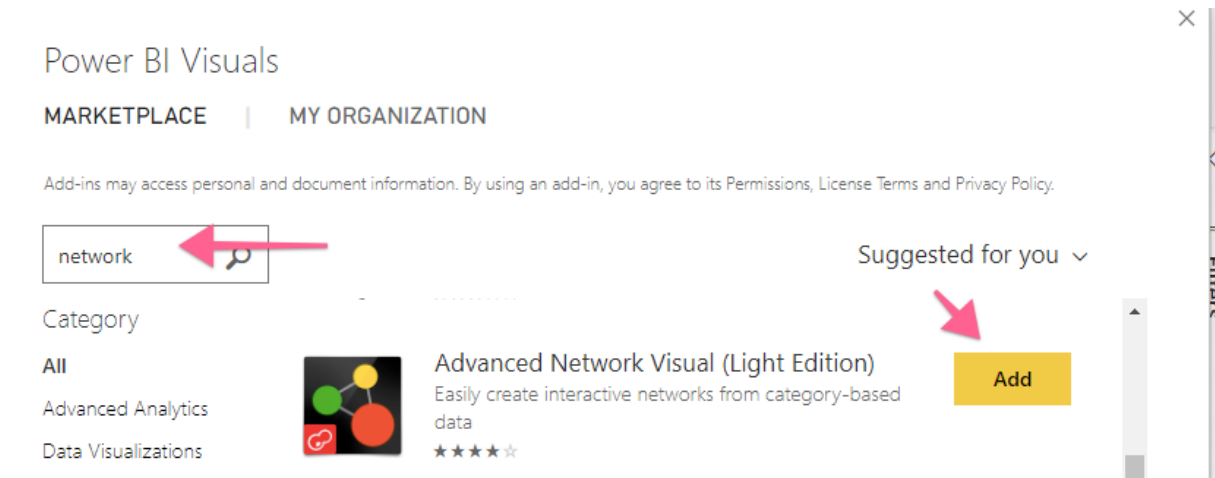 Power BI Visuals
MARKETPLACE | MY ORGANIZATION
Add-ins may access personal and document information. By using an add-in, you agree to its Permissions, License Terms and Privacy Policy.
network
Suggested for you
Category
All
Advanced Analytics
Data Visualizations
Advanced Network Visual (Light Edition)
Easily create interactive networks from category-based
data
Add